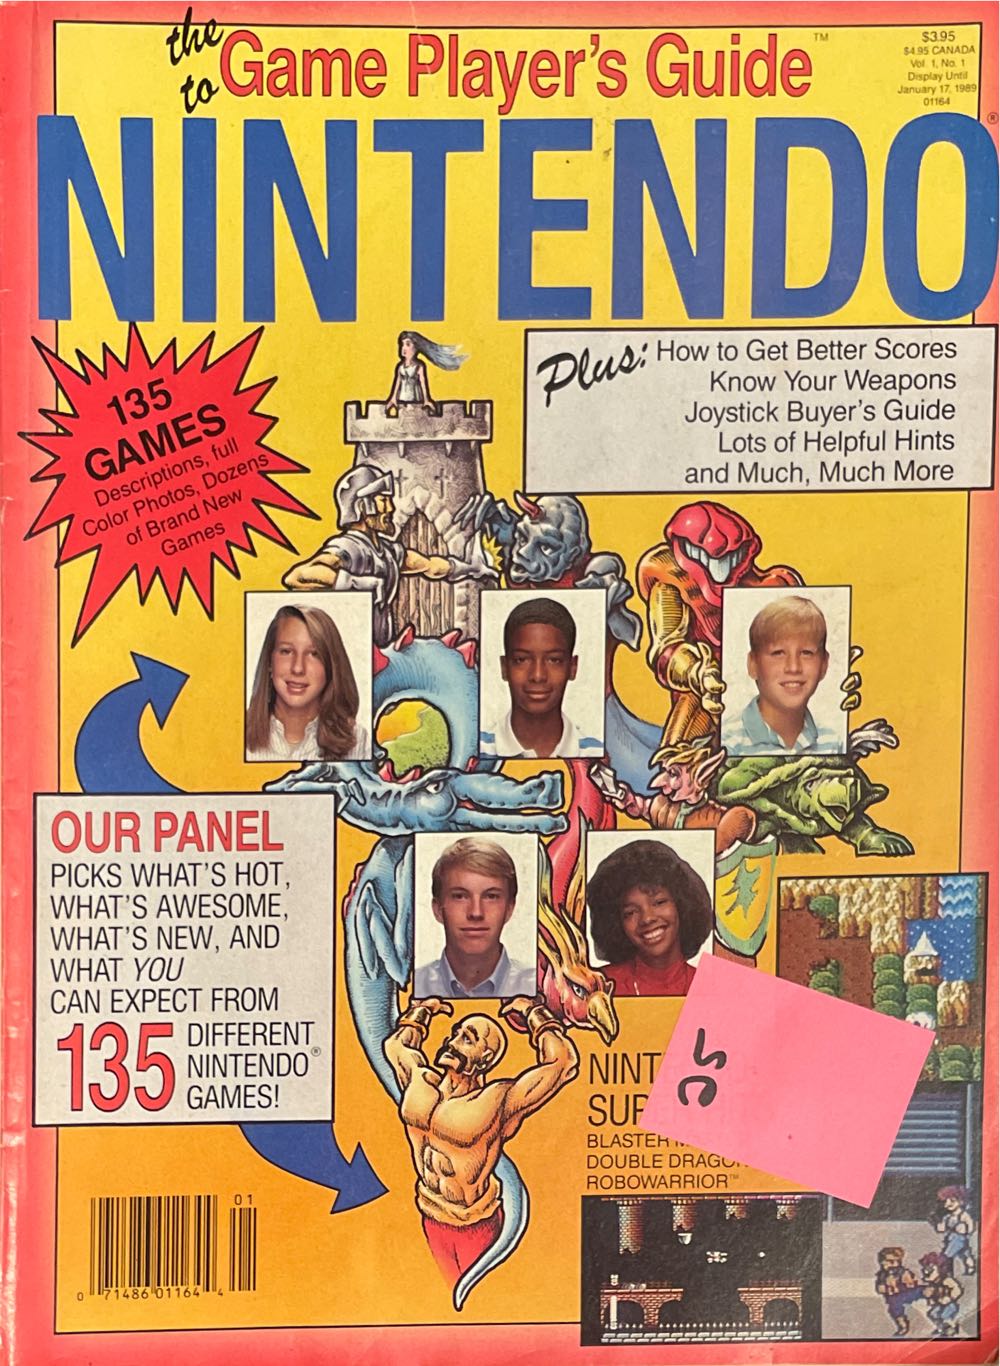 the
to Game Player's Guide™
NINTENDO®
$3.95
$4.95 CANADA
Vol. 1, No. 1
Display Until
January 17, 1989
01164
Plus: How to Get Better Scores
Know Your Weapons
Joystick Buyer's Guide
Lots of Helpful Hints
and Much, Much More
135
GAMES
Descriptions, full
Color Photos, Dozens
of Brand New
Games
OUR PANEL
PICKS WHAT'S HOT,
WHAT'S AWESOME,
WHAT'S NEW, AND
WHAT YOU
CAN EXPECT FROM
135 DIFFERENT
NINTENDO®
GAMES!
NINT
SUP
BLASTER
DOUBLE DRAGON
ROBOWARRIOR™
01
0 71486 01164 4